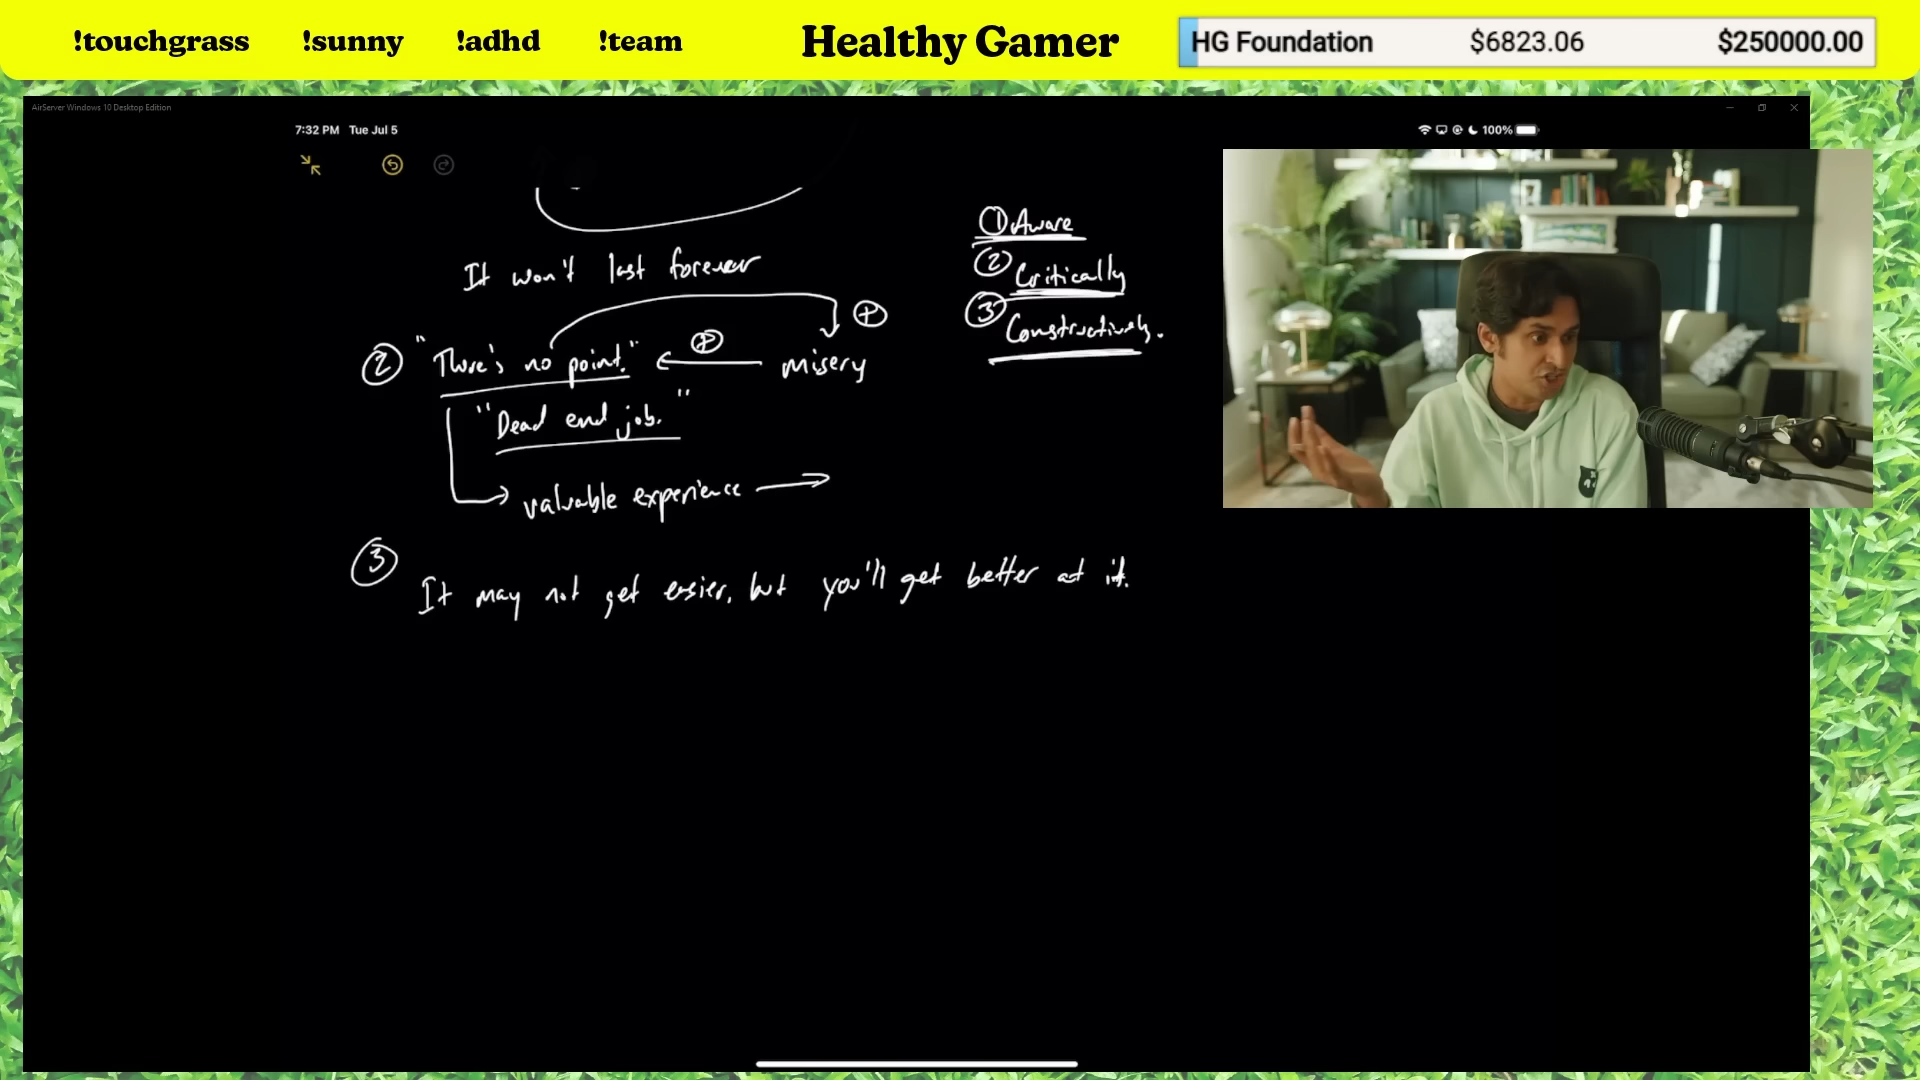 !touchgrass !sunny !adhd !team Healthy Gamer HG Foundation $6823.06 $250000.00
AirServer Windows 10 Desktop Edition
7:32 PM Tue Jul 5 100%
It won't last forever
② "There's no point." ⊕ misery ⊕
"Dead end job."
valuable experience
③ It may not get easier, but you'll get better at it.
① Aware
② Critically
③ Constructively.